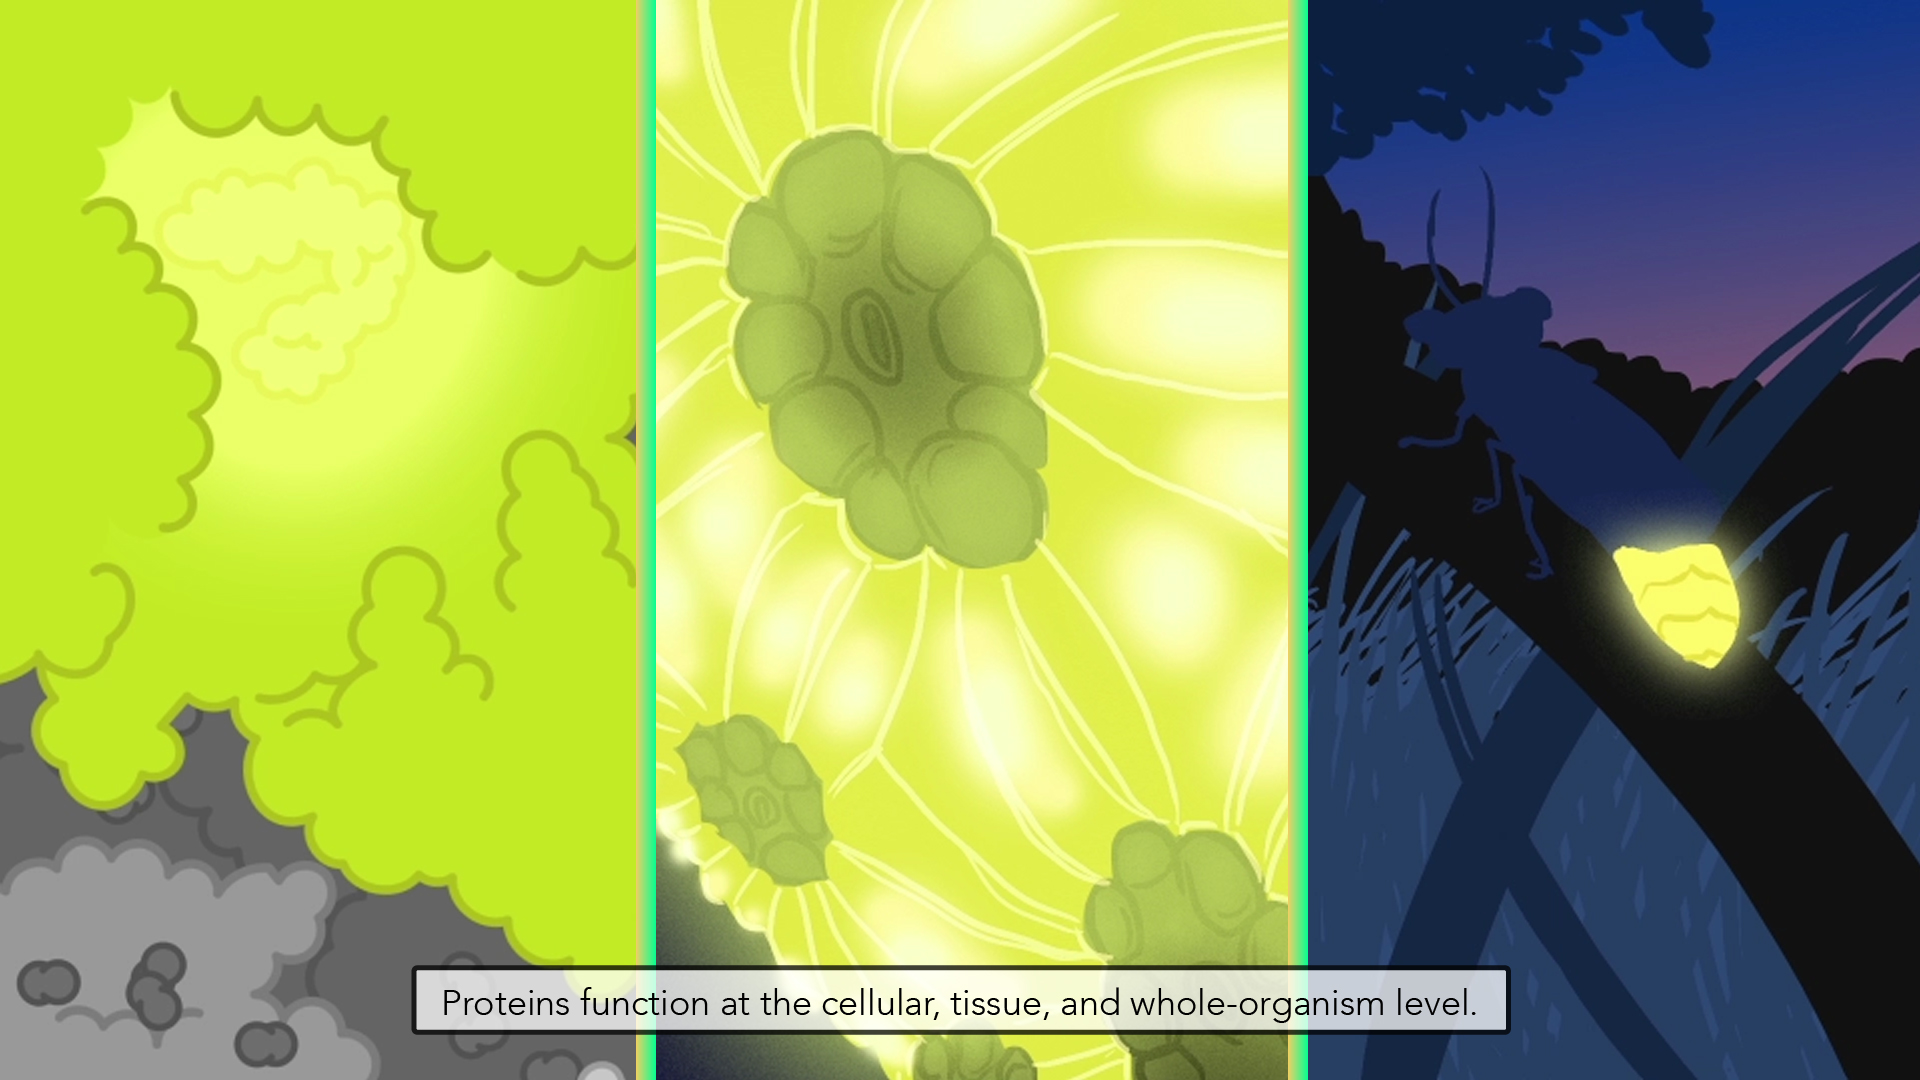 Proteins function at the cellular, tissue, and whole-organism level.